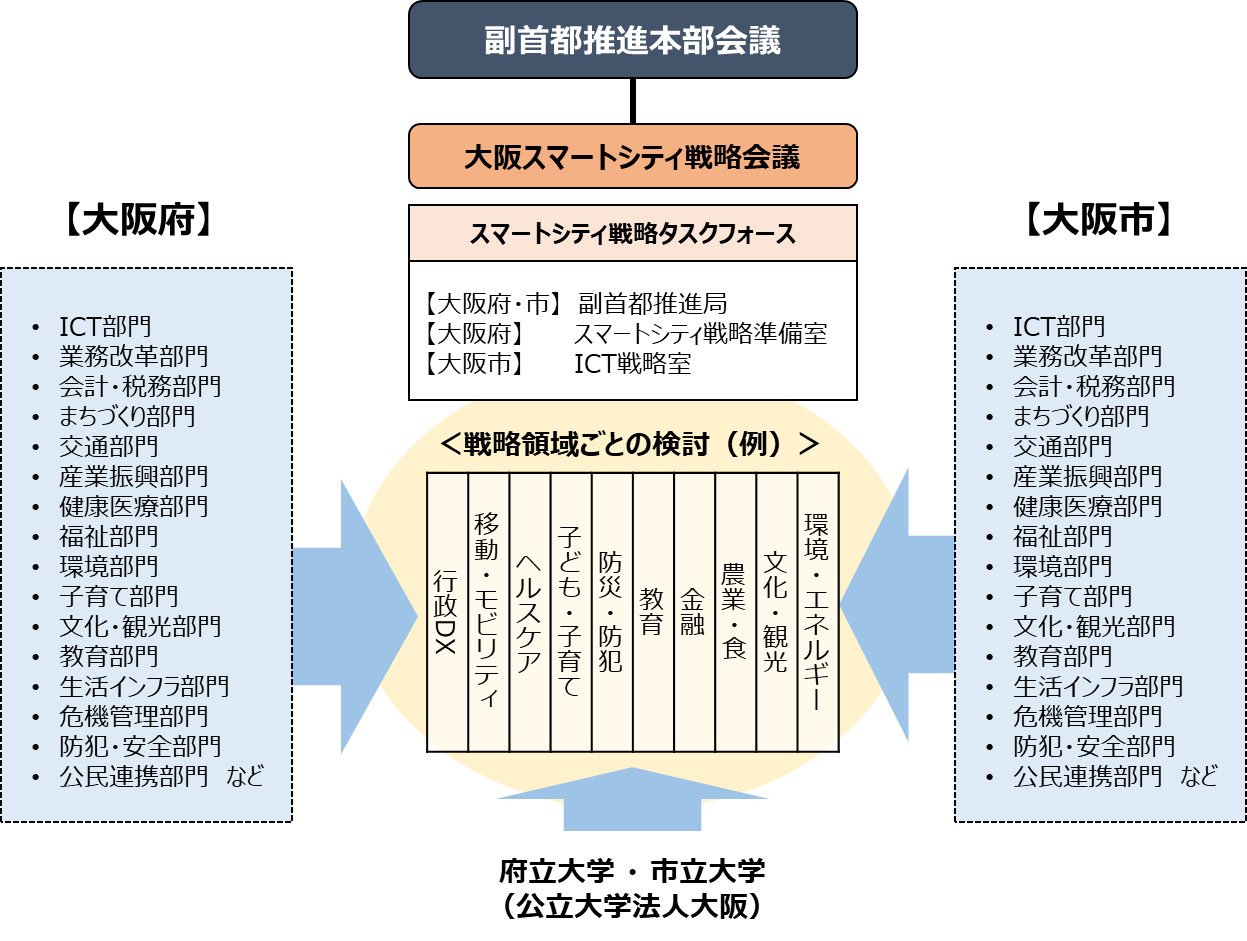 副首都推進本部会議
大阪スマートシティ戦略会議
スマートシティ戦略タスクフォース
【大阪府・市】 副首都推進局
【大阪府】 スマートシティ戦略準備室
【大阪市】 ICT戦略室
【大阪府】
• ICT部門
• 業務改革部門
• 会計・税務部門
• まちづくり部門
• 交通部門
• 産業振興部門
• 健康医療部門
• 福祉部門
• 環境部門
• 子育て部門
• 文化・観光部門
• 教育部門
• 生活インフラ部門
• 危機管理部門
• 防犯・安全部門
• 公民連携部門 など
<戦略領域ごとの検討（例）>
行政DX
移動・モビリティ
ヘルスケア
子ども・子育て
防災・防犯
教育
金融
農業・食
文化・観光
環境・エネルギー
【大阪市】
• ICT部門
• 業務改革部門
• 会計・税務部門
• まちづくり部門
• 交通部門
• 産業振興部門
• 健康医療部門
• 福祉部門
• 環境部門
• 子育て部門
• 文化・観光部門
• 教育部門
• 生活インフラ部門
• 危機管理部門
• 防犯・安全部門
• 公民連携部門 など
府立大学・市立大学
（公立大学法人大阪）